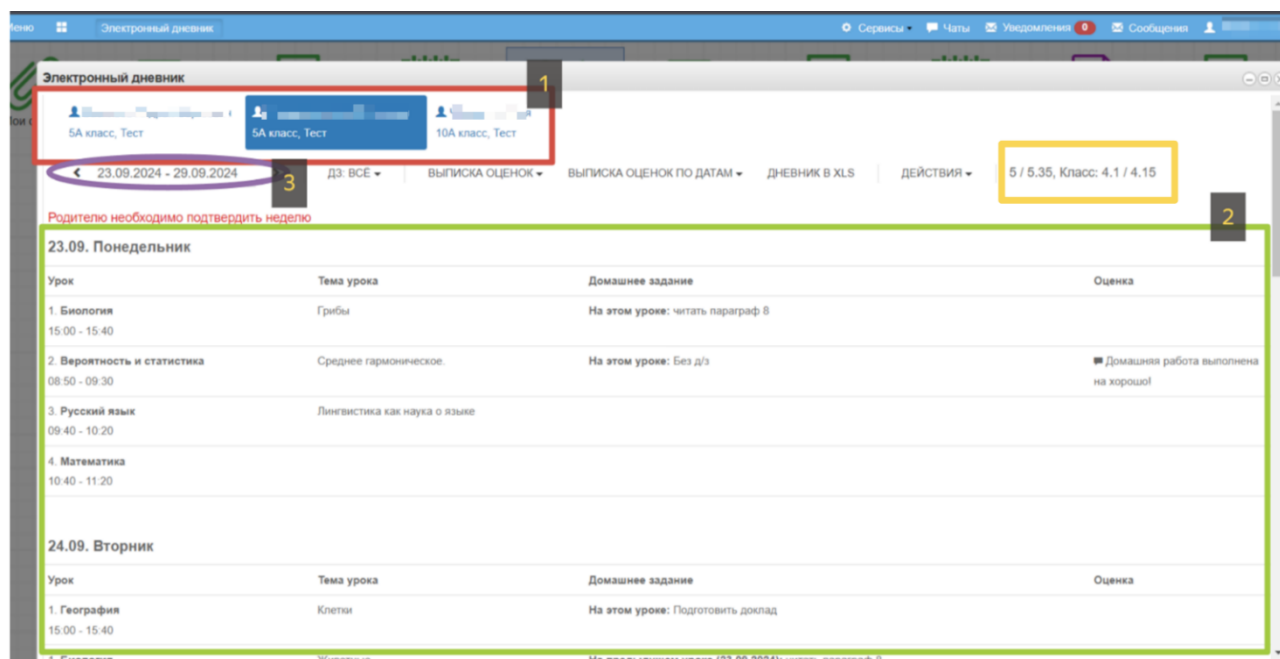 Меню Электронный дневник Сервисы Чаты Уведомления 0 Сообщения
Электронный дневник
1
5А класс, Тест 5А класс, Тест 10А класс, Тест
23.09.2024 - 29.09.2024 3 ДЗ: ВСЁ ВЫПИСКА ОЦЕНОК ВЫПИСКА ОЦЕНОК ПО ДАТАМ ДНЕВНИК В XLS ДЕЙСТВИЯ 5 / 5.35, Класс: 4.1 / 4.15
Родителю необходимо подтвердить неделю
2
23.09. Понедельник
Урок Тема урока Домашнее задание Оценка
1. Биология Грибы На этом уроке: читать параграф 8
15:00 - 15:40
2. Вероятность и статистика Среднее гармоническое. На этом уроке: Без д/з Домашняя работа выполнена
08:50 - 09:30 на хорошо!
3. Русский язык Лингвистика как наука о языке
09:40 - 10:20
4. Математика
10:40 - 11:20
24.09. Вторник
Урок Тема урока Домашнее задание Оценка
1. География Клетки На этом уроке: Подготовить доклад
15:00 - 15:40